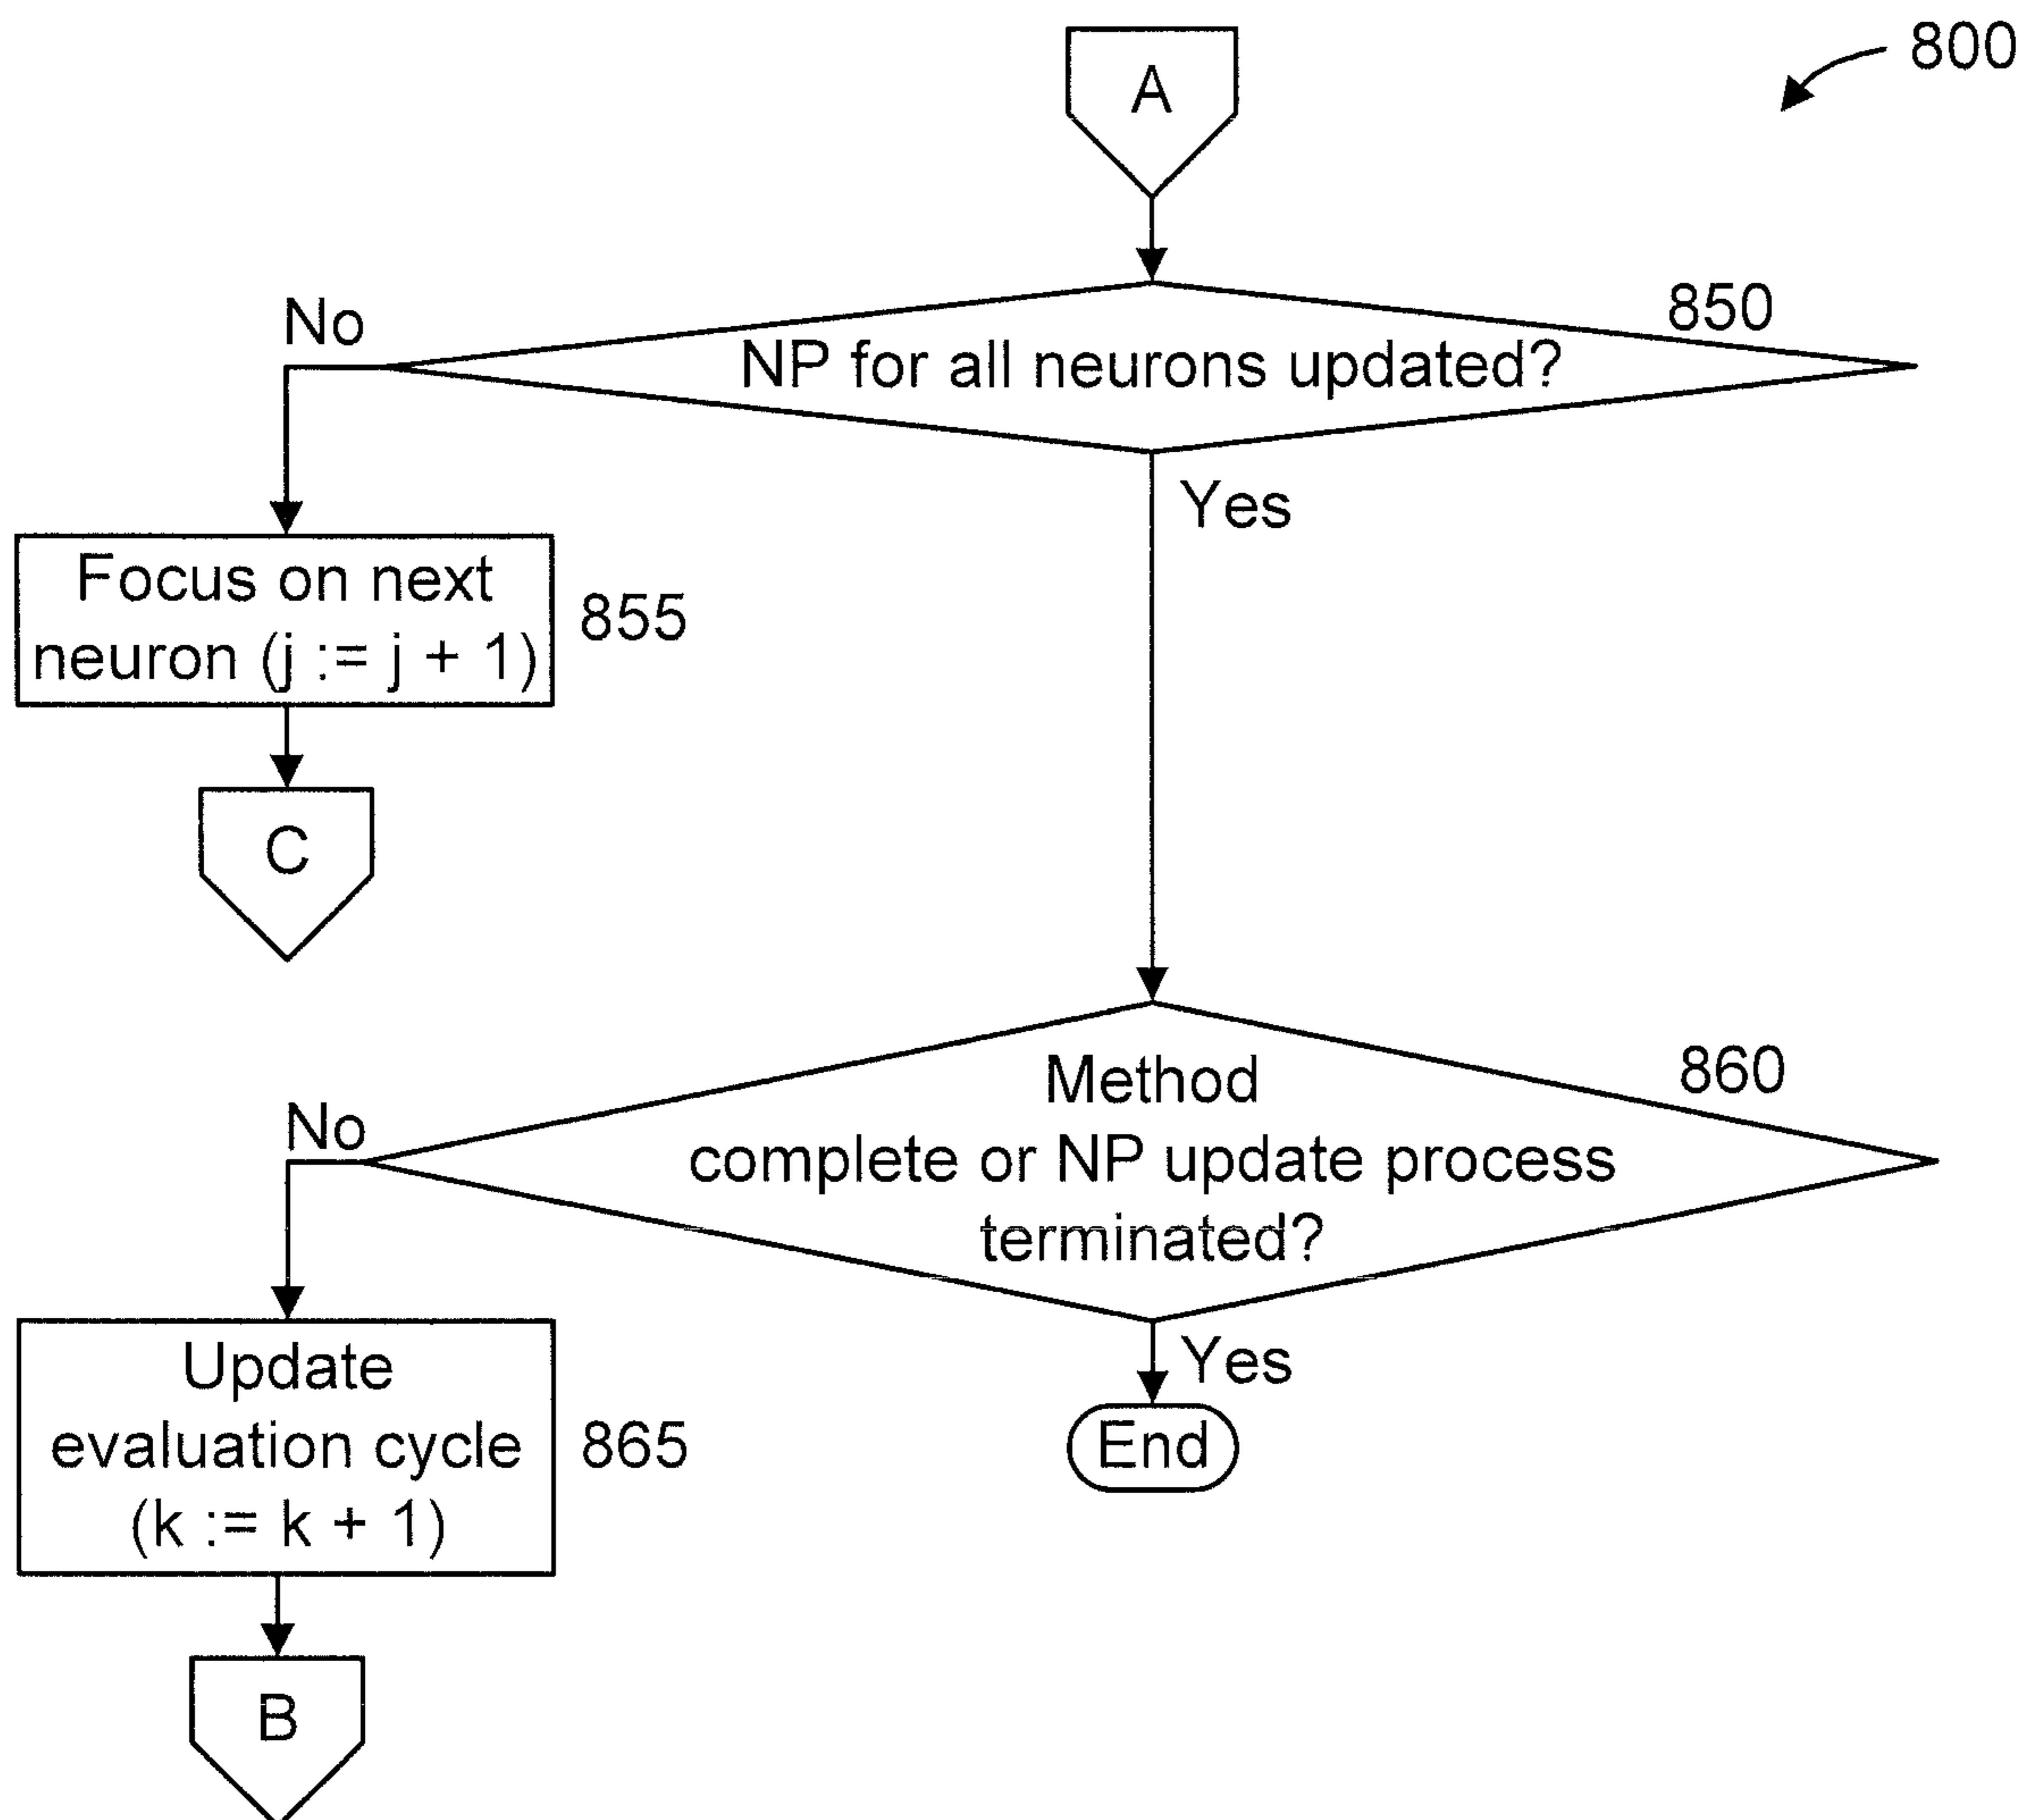 800
A
850
No
NP for all neurons updated?
Yes
Focus on next
neuron (j := j + 1)
855
C
860
Method
complete or NP update process
terminated?
No
Yes
Update
evaluation cycle
(k := k + 1)
865
End
B